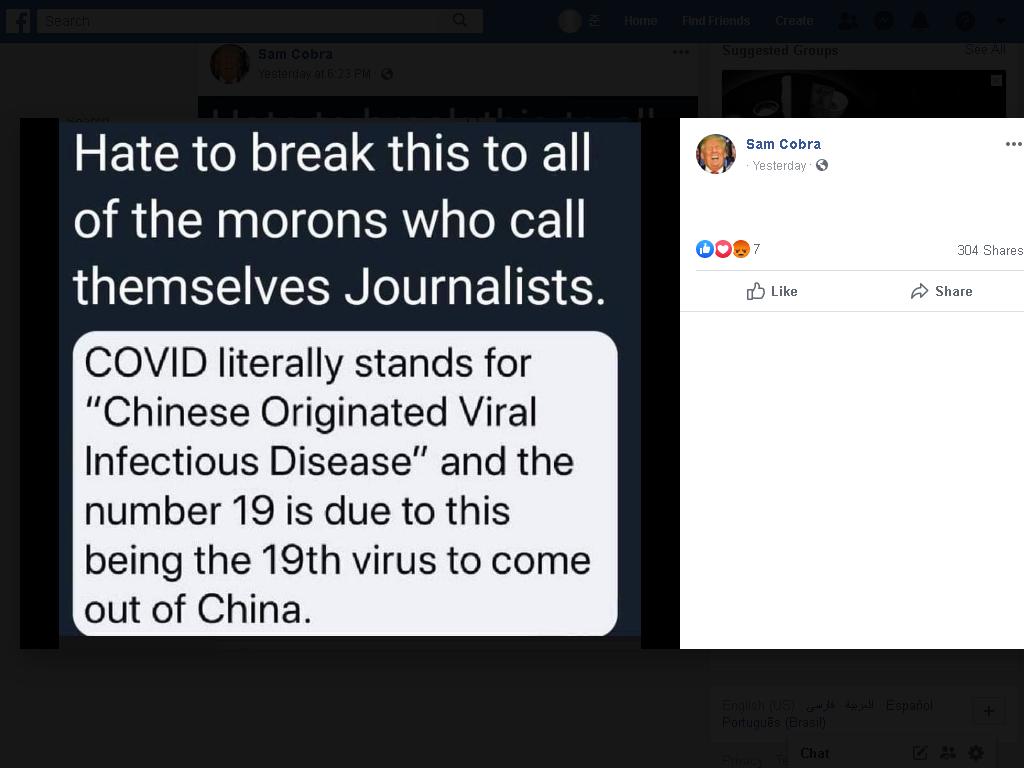 Search
Home
Find Friends
Create
Sam Cobra
Yesterday at 6:23 PM
Suggested Groups
See All
Hate to break this to all
of the morons who call
themselves Journalists.
COVID literally stands for
“Chinese Originated Viral
Infectious Disease” and the
number 19 is due to this
being the 19th virus to come
out of China.
Sam Cobra
· Yesterday ·
7
304 Shares
Like
Share
English (US) · فارسی · العربية · Español ·
Português (Brasil)
Privacy
Chat